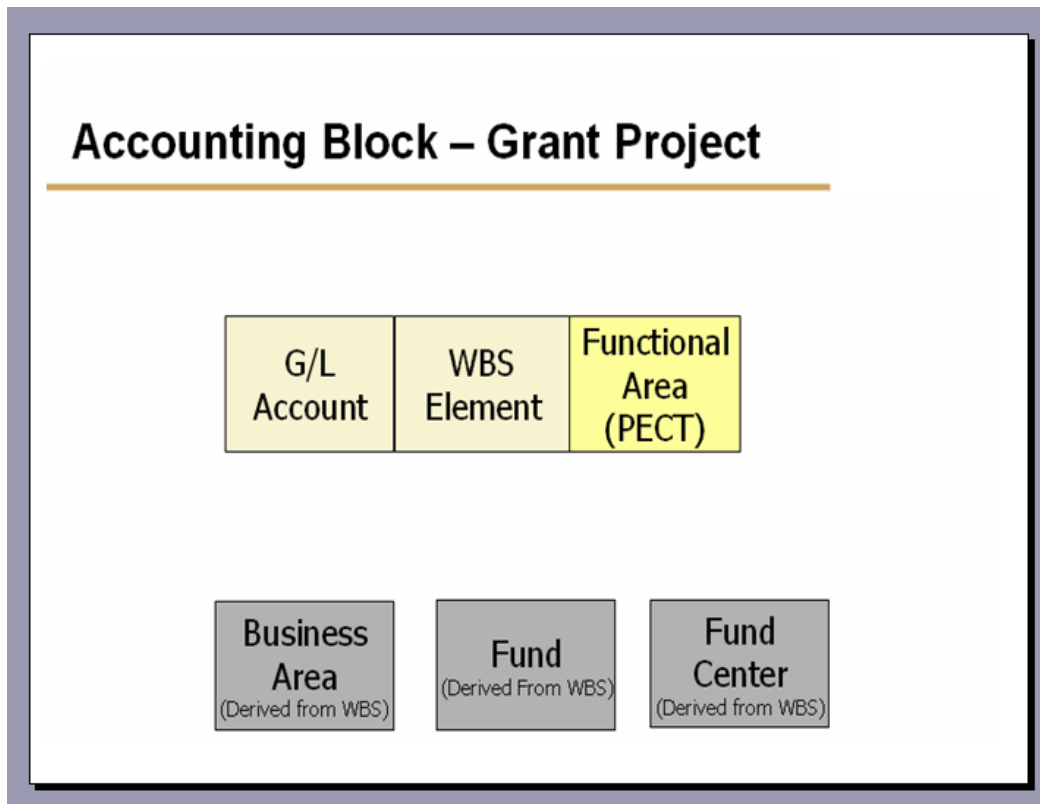 Accounting Block – Grant Project
G/L
Account
WBS
Element
Functional
Area
(PECT)
Business
Area
(Derived from WBS)
Fund
(Derived From WBS)
Fund
Center
(Derived from WBS)